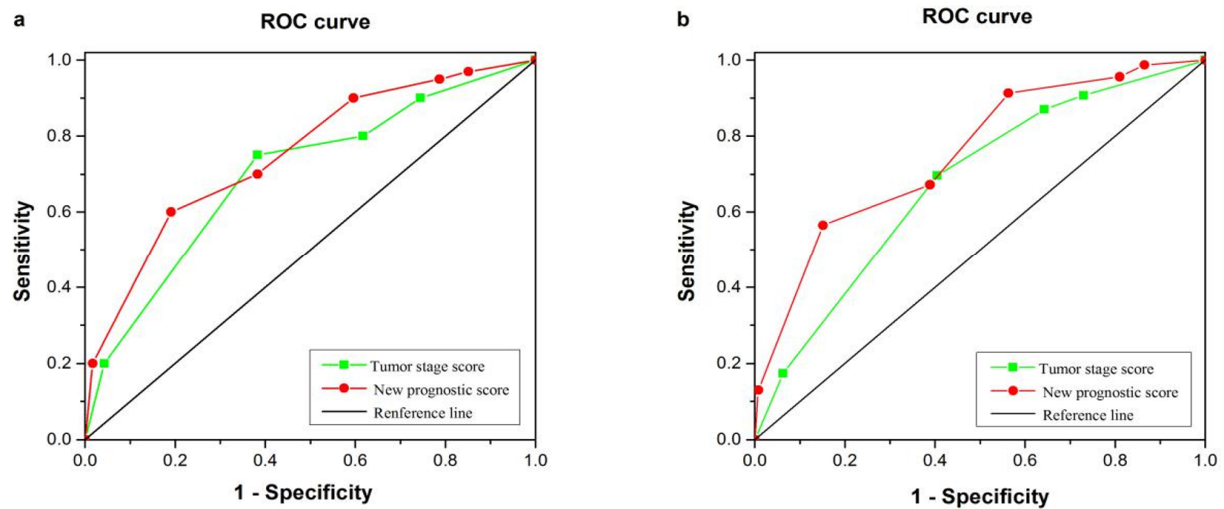 a
ROC curve
1.0
0.8
0.6
0.4
0.2
0.0
Sensitivity
0.0 0.2 0.4 0.6 0.8 1.0
1 - Specificity
Tumor stage score
New prognostic score
Renference line
b
ROC curve
1.0
0.8
0.6
0.4
0.2
0.0
Sensitivity
0.0 0.2 0.4 0.6 0.8 1.0
1 - Specificity
Tumor stage score
New prognostic score
Reference line